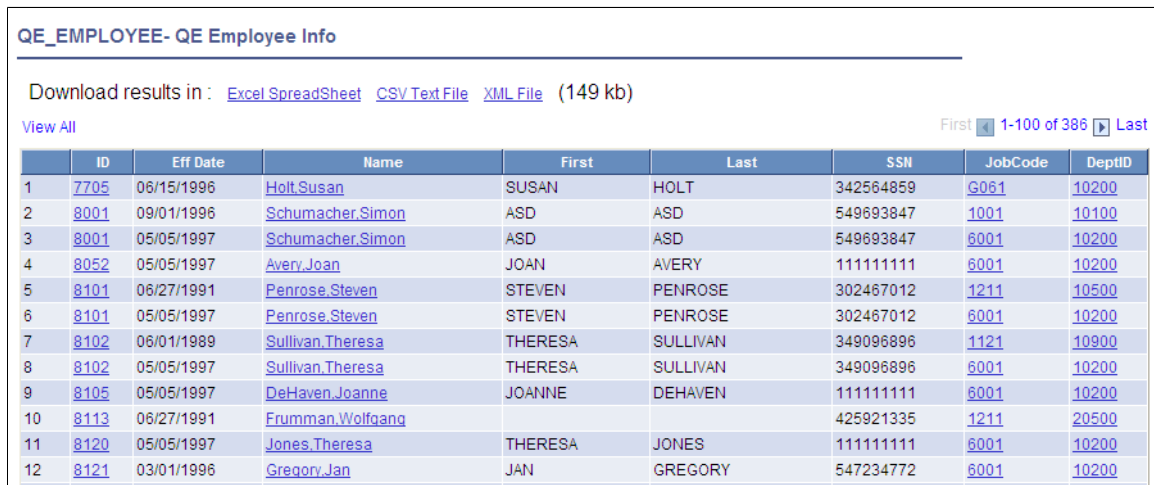 QE_EMPLOYEE- QE Employee Info
Download results in : Excel SpreadSheet CSV Text File XML File (149 kb)
View All First 1-100 of 386 Last
ID Eff Date Name First Last SSN JobCode DeptID
1 7705 06/15/1996 Holt,Susan SUSAN HOLT 342564859 G061 10200
2 8001 09/01/1996 Schumacher,Simon ASD ASD 549693847 1001 10100
3 8001 05/05/1997 Schumacher,Simon ASD ASD 549693847 6001 10200
4 8052 05/05/1997 Avery,Joan JOAN AVERY 111111111 6001 10200
5 8101 06/27/1991 Penrose,Steven STEVEN PENROSE 302467012 1211 10500
6 8101 05/05/1997 Penrose,Steven STEVEN PENROSE 302467012 6001 10200
7 8102 06/01/1989 Sullivan,Theresa THERESA SULLIVAN 349096896 1121 10900
8 8102 05/05/1997 Sullivan,Theresa THERESA SULLIVAN 349096896 6001 10200
9 8105 05/05/1997 DeHaven,Joanne JOANNE DEHAVEN 111111111 6001 10200
10 8113 06/27/1991 Frumman,Wolfgang 425921335 1211 20500
11 8120 05/05/1997 Jones,Theresa THERESA JONES 111111111 6001 10200
12 8121 03/01/1996 Gregory,Jan JAN GREGORY 547234772 6001 10200